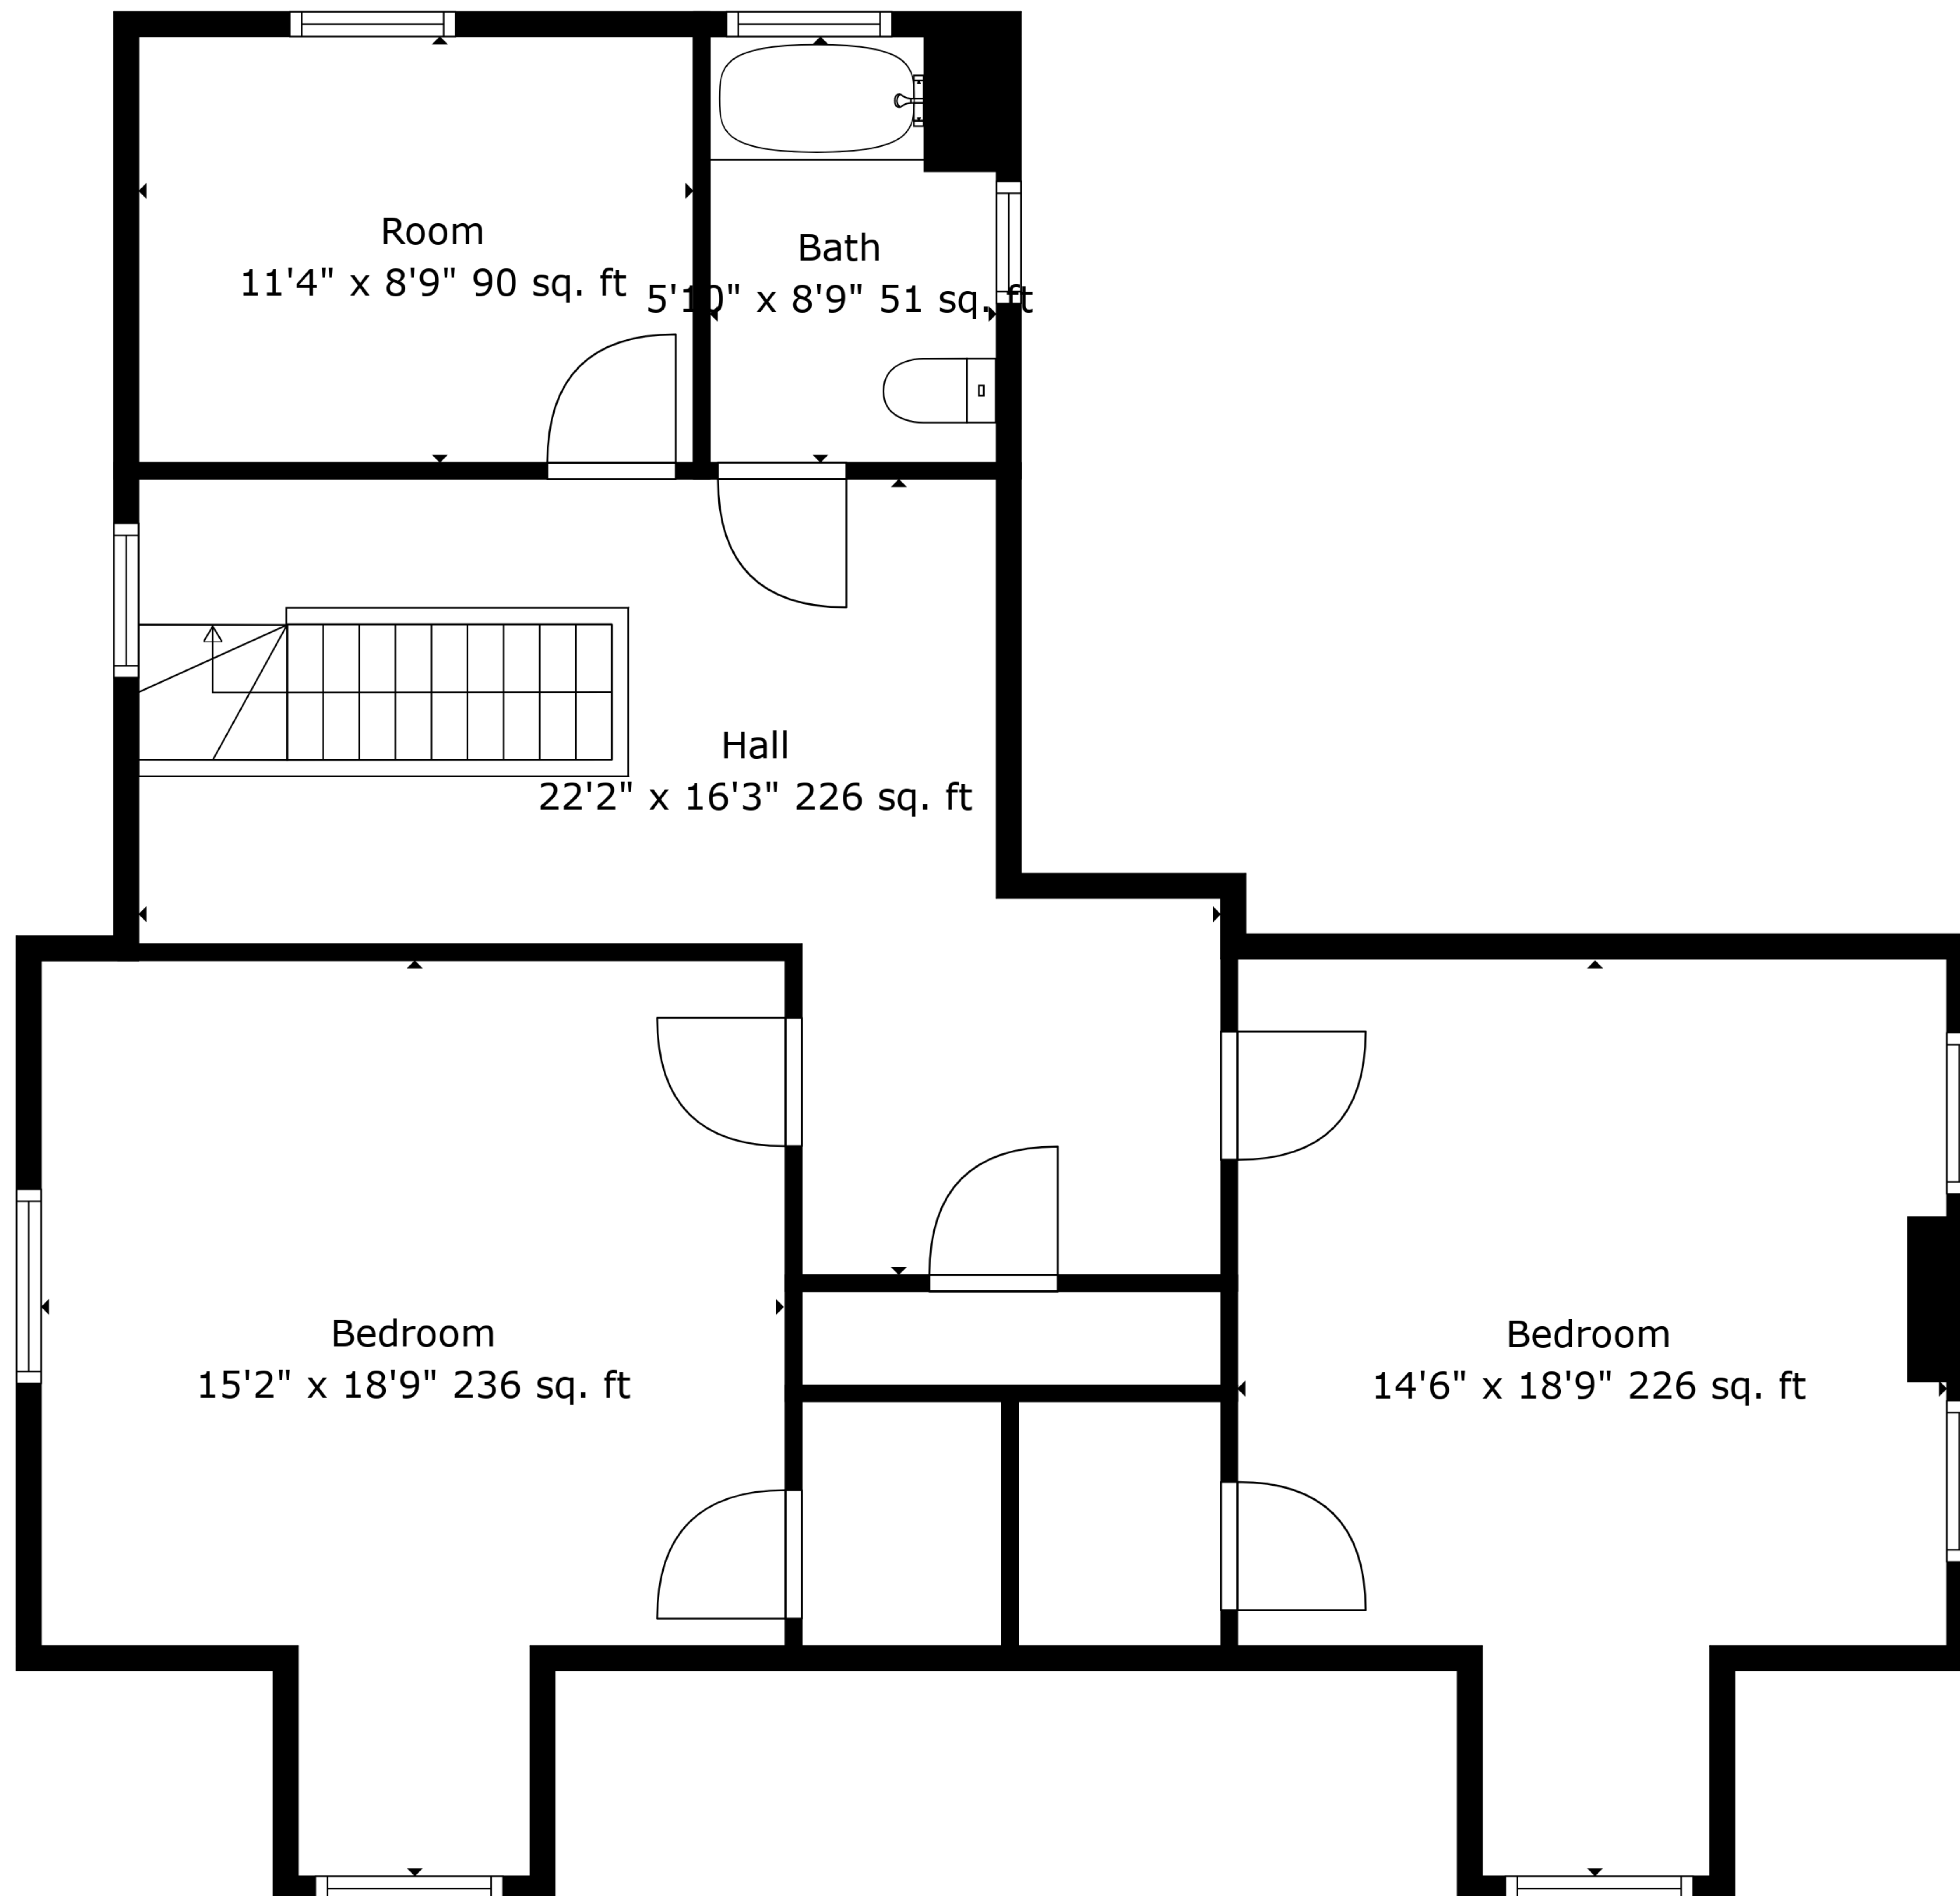 Room
11'4" x 8'9" 90 sq. ft
Bath
5'10" x 8'9" 51 sq. ft
Hall
22'2" x 16'3" 226 sq. ft
Bedroom
15'2" x 18'9" 236 sq. ft
Bedroom
14'6" x 18'9" 226 sq. ft